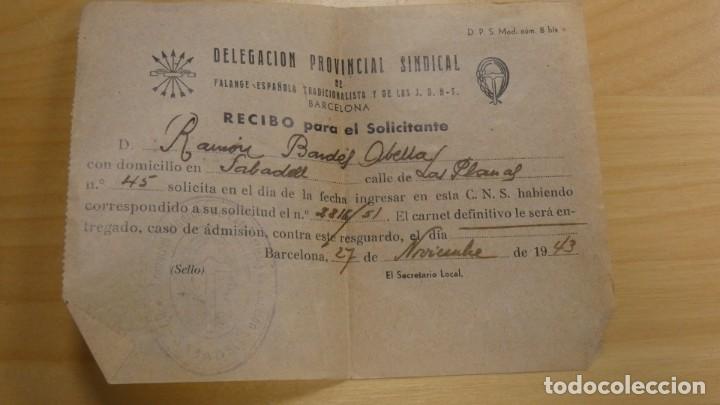 D. P. S. Mod. núm. 8 bis
DELEGACION PROVINCIAL SINDICAL
DE
FALANGE ESPAÑOLA TRADICIONALISTA Y DE LAS J. O. N-S.
BARCELONA
RECIBO para el Solicitante
D. Ramón Bardés Abella
con domicilio en Sabadell calle de Las Planas
n.º 45 solicita en el día de la fecha ingresar en esta C. N. S. habiendo
correspondido a su solicitud el n.º 2216/51. El carnet definitivo le será en-
tregado, caso de admisión, contra este resguardo, el día
Barcelona, 27 de Noviembre de 1943
(Sello)
El Secretario Local,
SABADELL
todocoleccion.net